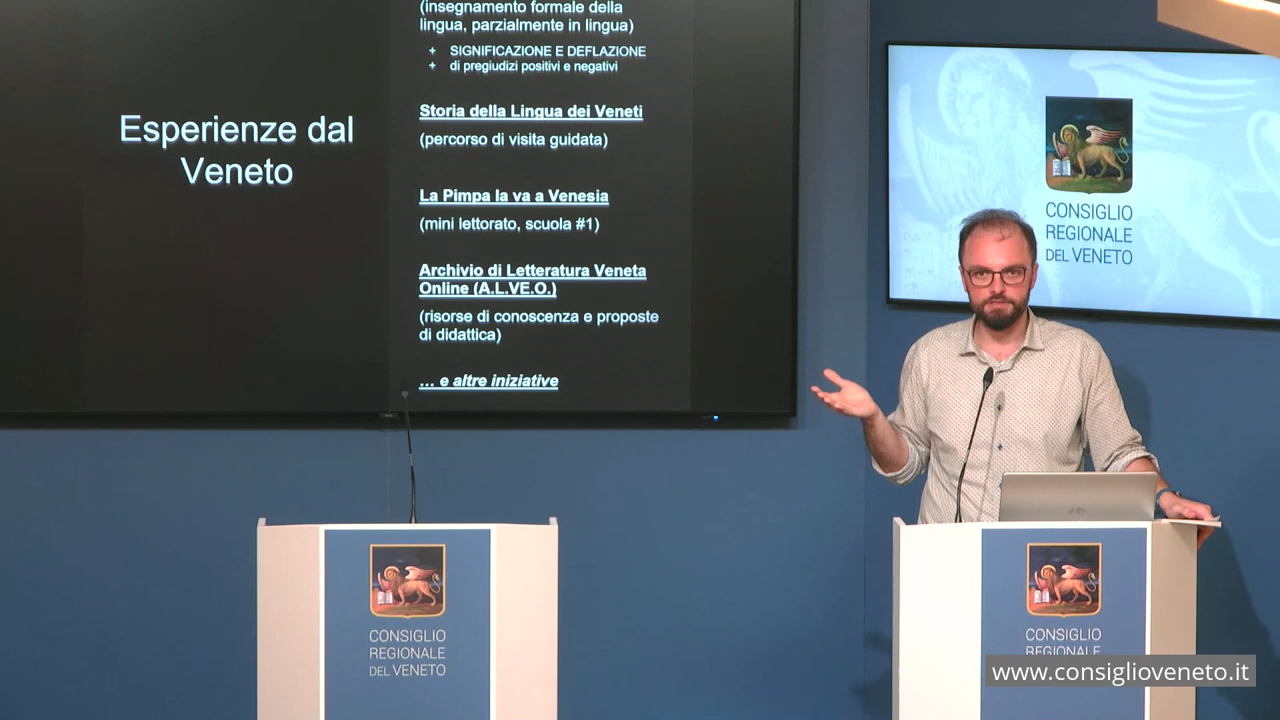 Esperienze dal
Veneto
(insegnamento formale della
lingua, parzialmente in lingua)
+ SIGNIFICAZIONE E DEFLAZIONE
+ di pregiudizi positivi e negativi
Storia della Lingua dei Veneti
(percorso di visita guidata)
La Pimpa la va a Venesia
(mini lettorato, scuola #1)
Archivio di Letteratura Veneta
Online (A.L.VE.O.)
(risorse di conoscenza e proposte
di didattica)
... e altre iniziative
CONSIGLIO
REGIONALE
DEL VENETO
CONSIGLIO
REGIONALE
DEL VENETO
CONSIGLIO
REGIONALE
www.consiglioveneto.it